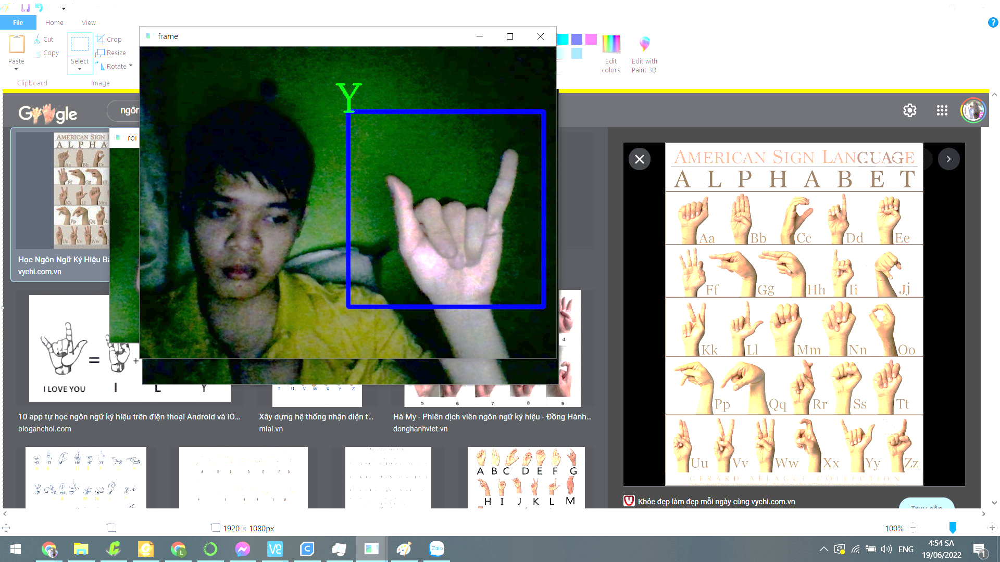 File
Home
View
Paste
Cut
Copy
Select
Crop
Resize
Rotate
Edit
colors
Edit with
Paint 3D
Clipboard
Image
frame
Y
Google
ngôn
roi
AMERICAN SIGN
A L P H A
Aa Bb Cc
Ff Gg Hh
Kk Ll Mm
Pp Qq Rr
Uu Vv Ww
Học Ngôn Ngữ Ký Hiệu
vychi.com.vn
=
+
I LOVE YOU
I L Y
T U V W X Y Z
4
5 6 7 8 9
10 app tự học ngôn ngữ ký hiệu trên điện thoại Android và iO...
bloganchoi.com
Xây dựng hệ thống nhận diện t...
miai.vn
Hà My - Phiên dịch viên ngôn ngữ ký hiệu - Đồng Hành...
donghanhviet.vn
A B C D E F G
H I J K L M
AMERICAN SIGN LANGUAGE
A L P H A B E T
Aa Bb Cc Dd Ee
Ff Gg Hh Ii Jj
Kk Ll Mm Nn Oo
Pp Qq Rr Ss Tt
Uu Vv Ww Xx Yy Zz
GERARD AFLAGUE COLLECTION
Khỏe đẹp làm đẹp mỗi ngày cùng vychi.com.vn
Truy cập
1920 × 1080px
100%
Zalo
ENG
4:54 SA
19/06/2022
1